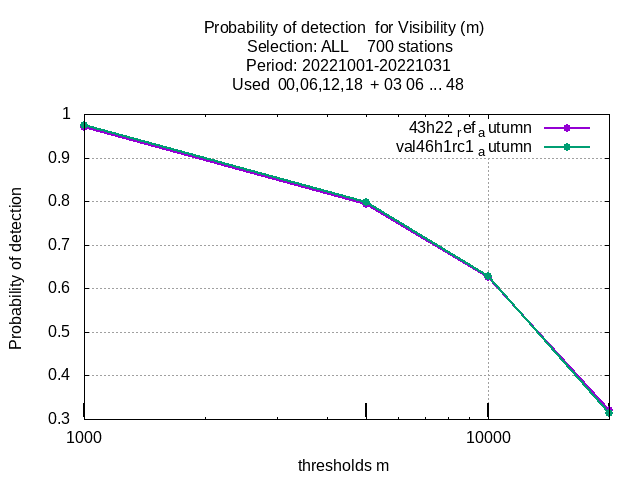 Probability of detection  for Visibility (m)
Selection: ALL    700 stations
Period: 20221001-20221031
Used  00,06,12,18  + 03 06 ... 48
43h22 ref a utumn
val46h1rc1 a utumn
1
0.9
0.8
0.7
0.6
0.5
0.4
0.3
Probability of detection
1000
10000
thresholds m